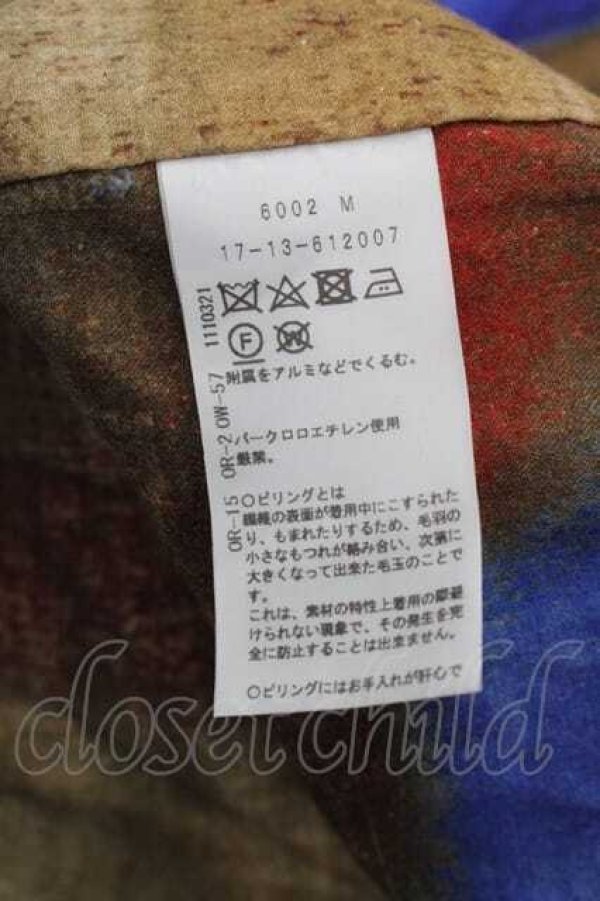 6002 M
17-13-612007
F
W
附属をアルミなどでくるむ。
パークロロエチレン使用
厳禁。
○ピリングとは
繊維の表面が着用中にこすられた
り、もまれたりするため、毛羽の
小さなもつれが絡み合い、次第に
大きくなって出来た毛玉のことで
す。
これは、素材の特性上着用の際避
けられない現象で、その発生を完
全に防止することは出来ません。
○ピリングにはお手入れが肝心で
OR-15 OR-2 OW-57 1110321
closet child